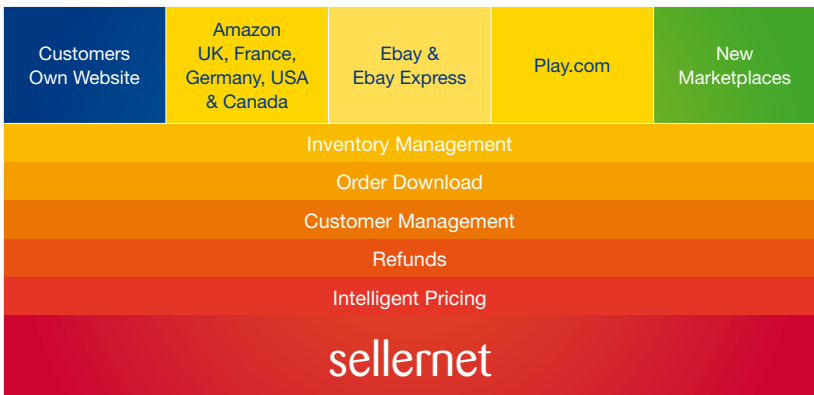 Customers
Own Website
Amazon
UK, France,
Germany, USA
& Canada
Ebay &
Ebay Express
Play.com
New
Marketplaces
Inventory Management
Order Download
Customer Management
Refunds
Intelligent Pricing
sellernet